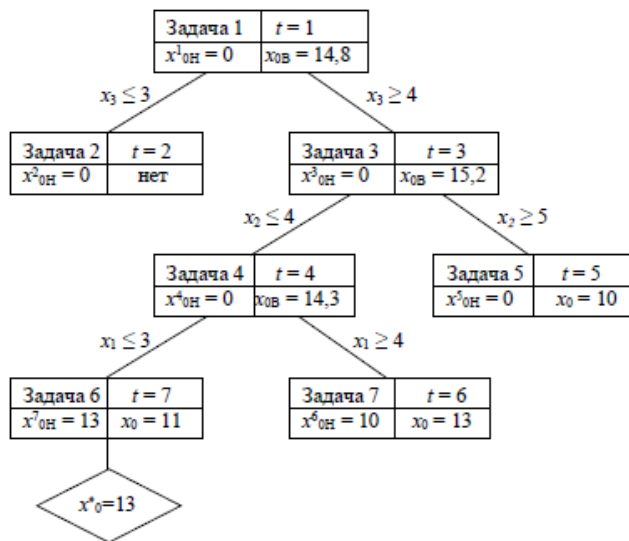 Задача 1 t = 1
x¹₀Н = 0 x₀В = 14,8
x₃ ≤ 3 x₃ ≥ 4
Задача 2 t = 2 Задача 3 t = 3
x²₀Н = 0 нет x³₀Н = 0 x₀В = 15,2
x₂ ≤ 4 x₂ ≥ 5
Задача 4 t = 4 Задача 5 t = 5
x⁴₀Н = 0 x₀В = 14,3 x⁵₀Н = 0 x₀ = 10
x₁ ≤ 3 x₁ ≥ 4
Задача 6 t = 7 Задача 7 t = 6
x⁷₀Н = 13 x₀ = 11 x⁶₀Н = 10 x₀ = 13
x*₀=13